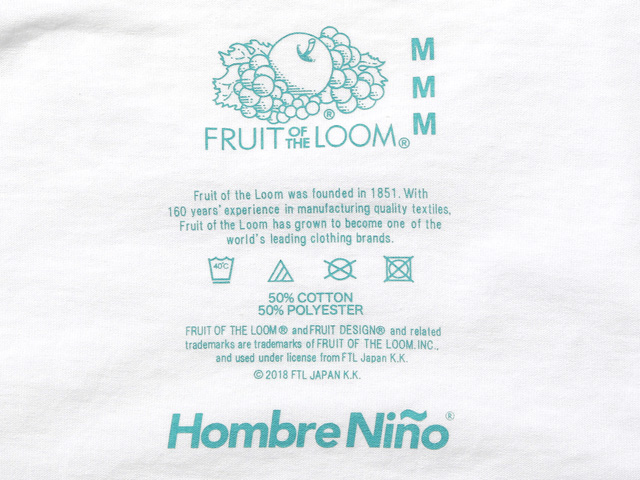 M
M
M
®
FRUIT OF THE LOOM®
Fruit of the Loom was founded in 1851. With
160 years' experience in manufacturing quality textiles,
Fruit of the Loom has grown to become one of the
world's leading clothing brands.
40°C
50% COTTON
50% POLYESTER
FRUIT OF THE LOOM® and FRUIT DESIGN® and related
trademarks are trademarks of FRUIT OF THE LOOM.INC.,
and used under license from FTL Japan K.K.
©2018 FTL JAPAN K.K.
Hombre Niño®